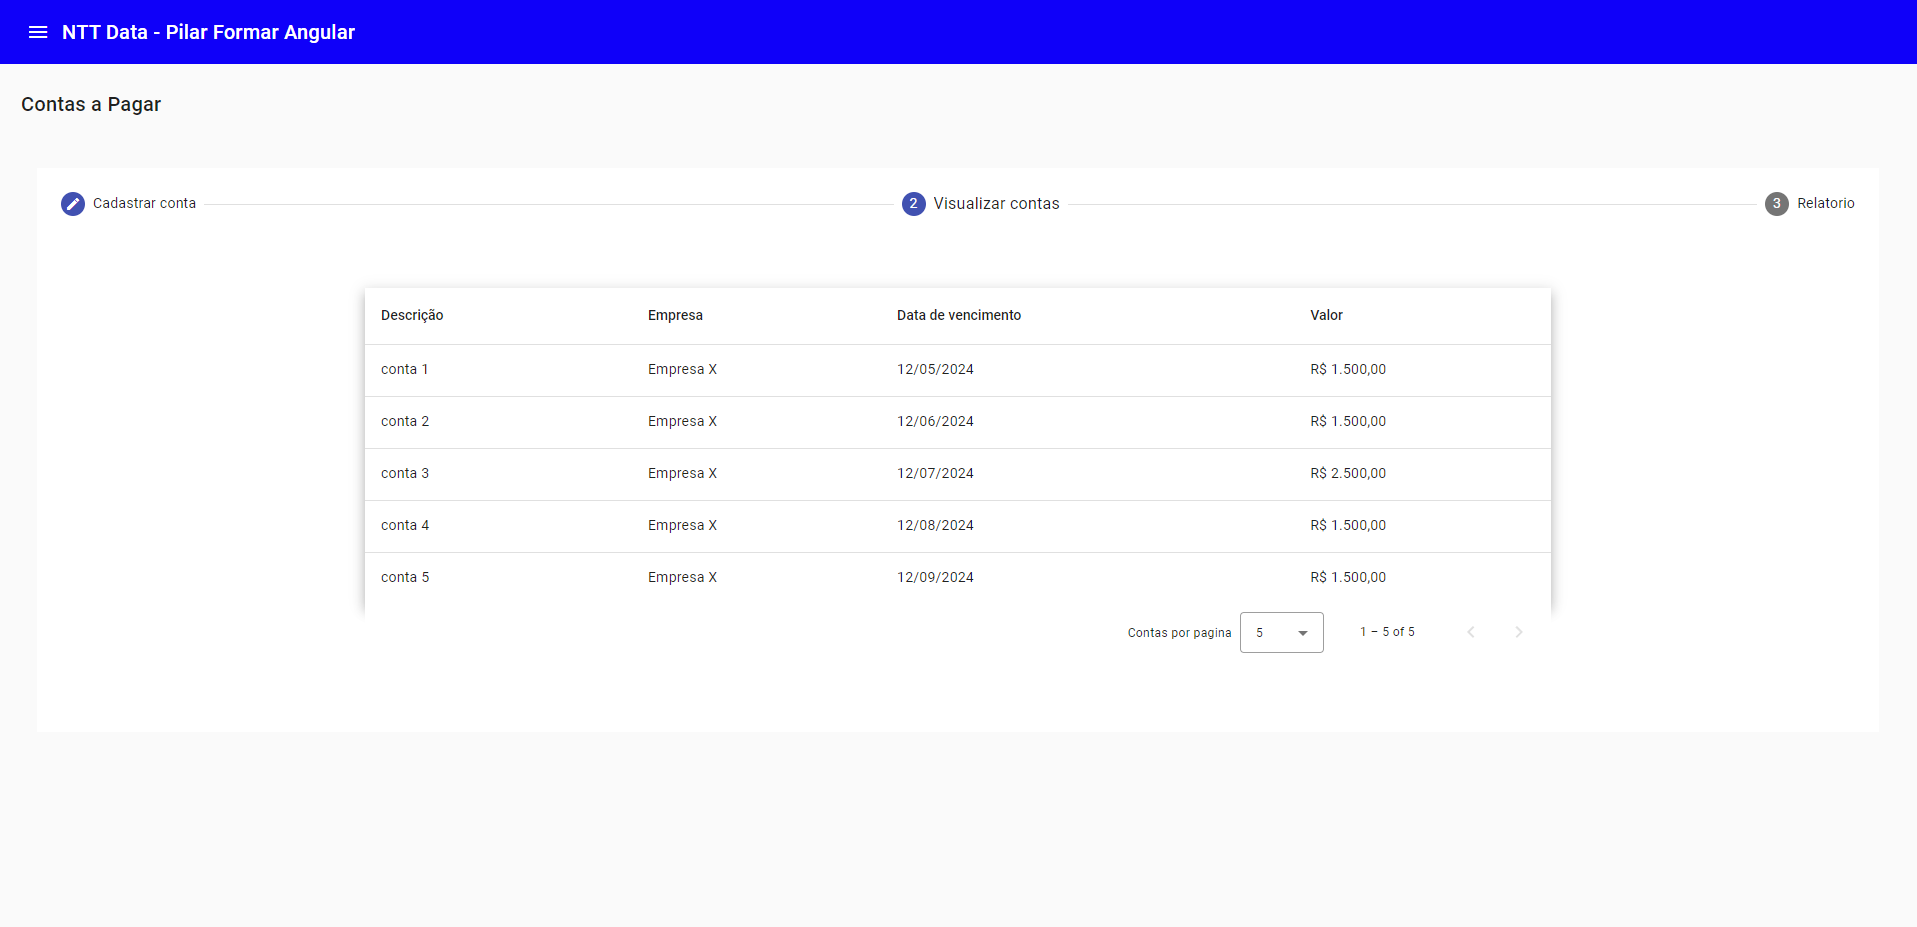 NTT Data - Pilar Formar Angular
Contas a Pagar
Cadastrar conta
2 Visualizar contas
3 Relatorio
Descrição Empresa Data de vencimento Valor
conta 1 Empresa X 12/05/2024 R$ 1.500,00
conta 2 Empresa X 12/06/2024 R$ 1.500,00
conta 3 Empresa X 12/07/2024 R$ 2.500,00
conta 4 Empresa X 12/08/2024 R$ 1.500,00
conta 5 Empresa X 12/09/2024 R$ 1.500,00
Contas por pagina 5 1 – 5 of 5